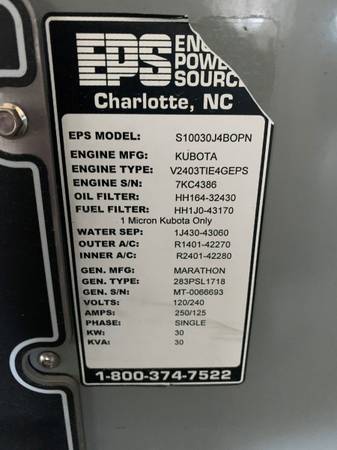 EPS
POWER
SOURCE
Charlotte, NC
EPS MODEL: S10030J4BOPN
ENGINE MFG: KUBOTA
ENGINE TYPE: V2403TIE4GEPS
ENGINE S/N: 7KC4386
OIL FILTER: HH164-32430
FUEL FILTER: HH1J0-43170
1 Micron Kubota Only
WATER SEP: 1J430-43060
OUTER A/C: R1401-42270
INNER A/C: R2401-42280
GEN. MFG: MARATHON
GEN. TYPE: 283PSL1718
GEN. S/N: MT-0066693
VOLTS: 120/240
AMPS: 250/125
PHASE: SINGLE
KW: 30
KVA: 30
1-800-374-7522